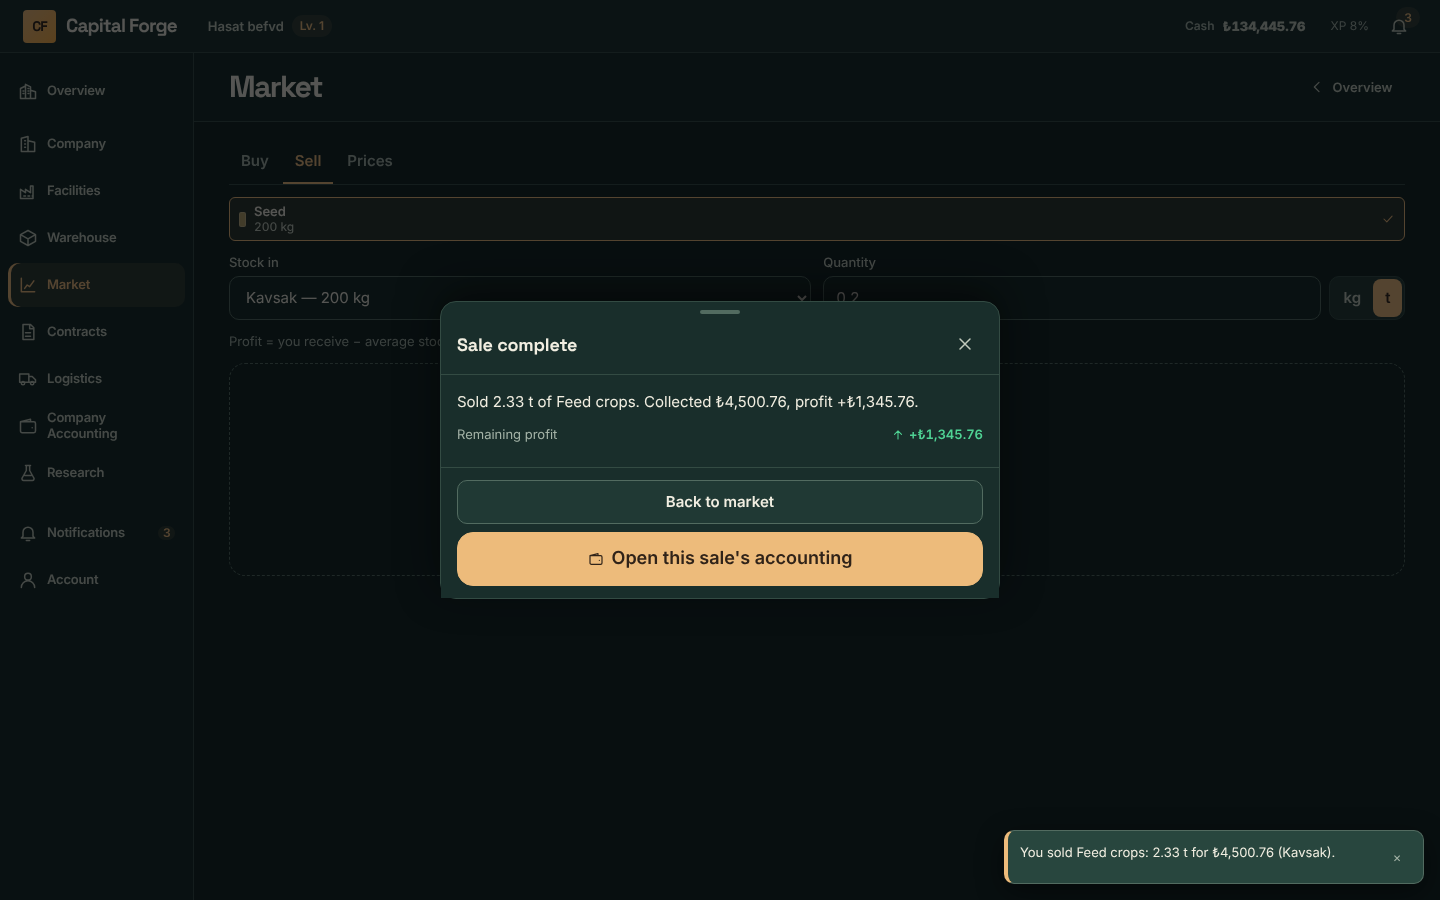 CF Capital Forge Hasat befvd Lv. 1 Cash ₺134,445.76 XP 8% 3
Overview
Company
Facilities
Warehouse
Market
Contracts
Logistics
Company
Accounting
Research
Notifications 3
Account
Market
Overview
Buy Sell Prices
Seed
200 kg
Stock in Quantity
Kavsak — 200 kg 0.2 kg t
Profit = you receive − average
Sale complete
Sold 2.33 t of Feed crops. Collected ₺4,500.76, profit +₺1,345.76.
Remaining profit ↑ +₺1,345.76
Back to market
Open this sale's accounting
You sold Feed crops: 2.33 t for ₺4,500.76 (Kavsak). ×